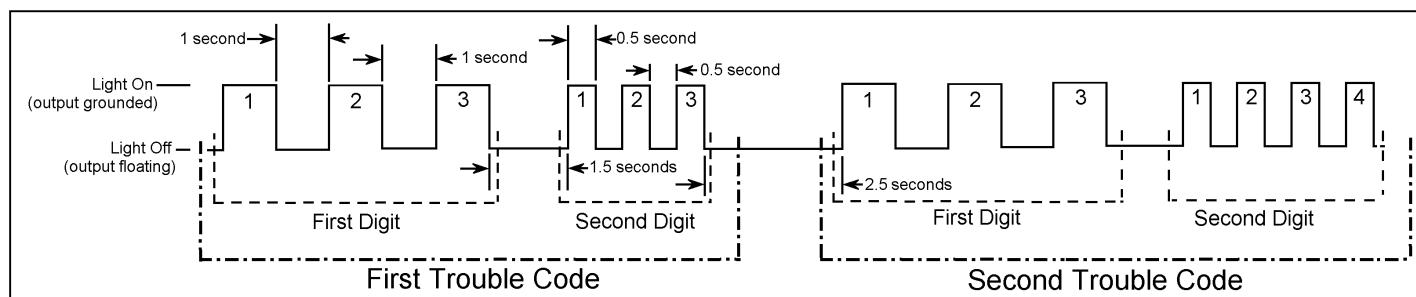 1 second
1 second
0.5 second
0.5 second
Light On
(output grounded)
1 2 3 1 2 3 1 2 3 1 2 3 4
Light Off
(output floating)
1.5 seconds
2.5 seconds
First Digit
Second Digit
First Digit
Second Digit
First Trouble Code
Second Trouble Code